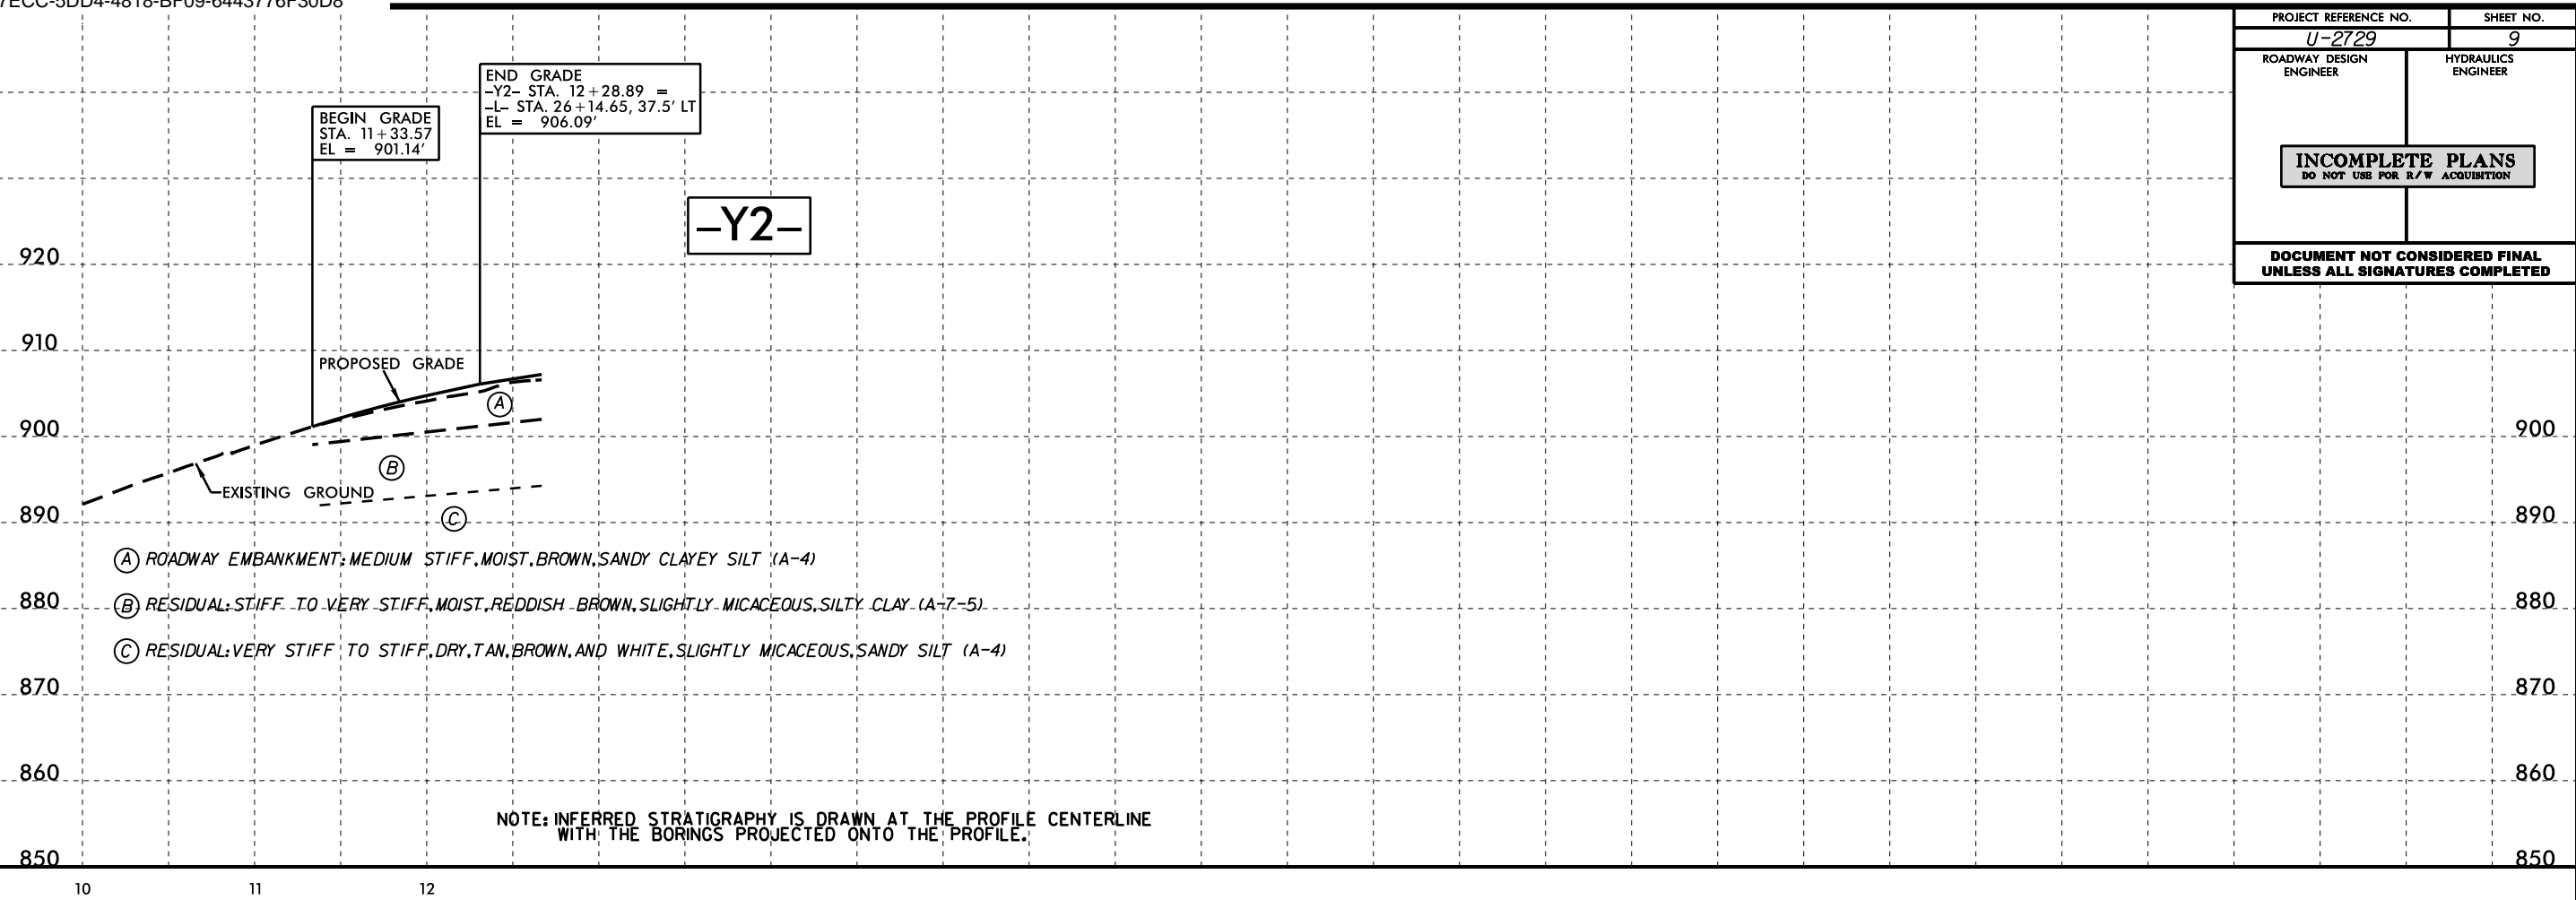 7ECC-5DD4-4818-BF09-6443776F30D8
PROJECT REFERENCE NO. SHEET NO.
U-2729 9
ROADWAY DESIGN
ENGINEER
HYDRAULICS
ENGINEER
INCOMPLETE PLANS
DO NOT USE FOR R/W ACQUISITION
DOCUMENT NOT CONSIDERED FINAL
UNLESS ALL SIGNATURES COMPLETED
END GRADE
-Y2- STA. 12+28.89 =
-L- STA. 26+14.65, 37.5' LT
EL = 906.09'
BEGIN GRADE
STA. 11+33.57
EL = 901.14'
-Y2-
920
910
PROPOSED GRADE
A
900 900
B
EXISTING GROUND
890 890
C
A ROADWAY EMBANKMENT: MEDIUM STIFF, MOIST, BROWN, SANDY CLAYEY SILT (A-4)
880 880
B RESIDUAL: STIFF TO VERY STIFF, MOIST, REDDISH BROWN, SLIGHTLY MICACEOUS, SILTY CLAY (A-7-5)
C RESIDUAL: VERY STIFF TO STIFF, DRY, TAN, BROWN, AND WHITE, SLIGHTLY MICACEOUS, SANDY SILT (A-4)
870 870
860 860
NOTE: INFERRED STRATIGRAPHY IS DRAWN AT THE PROFILE CENTERLINE
WITH THE BORINGS PROJECTED ONTO THE PROFILE.
850 850
10 11 12